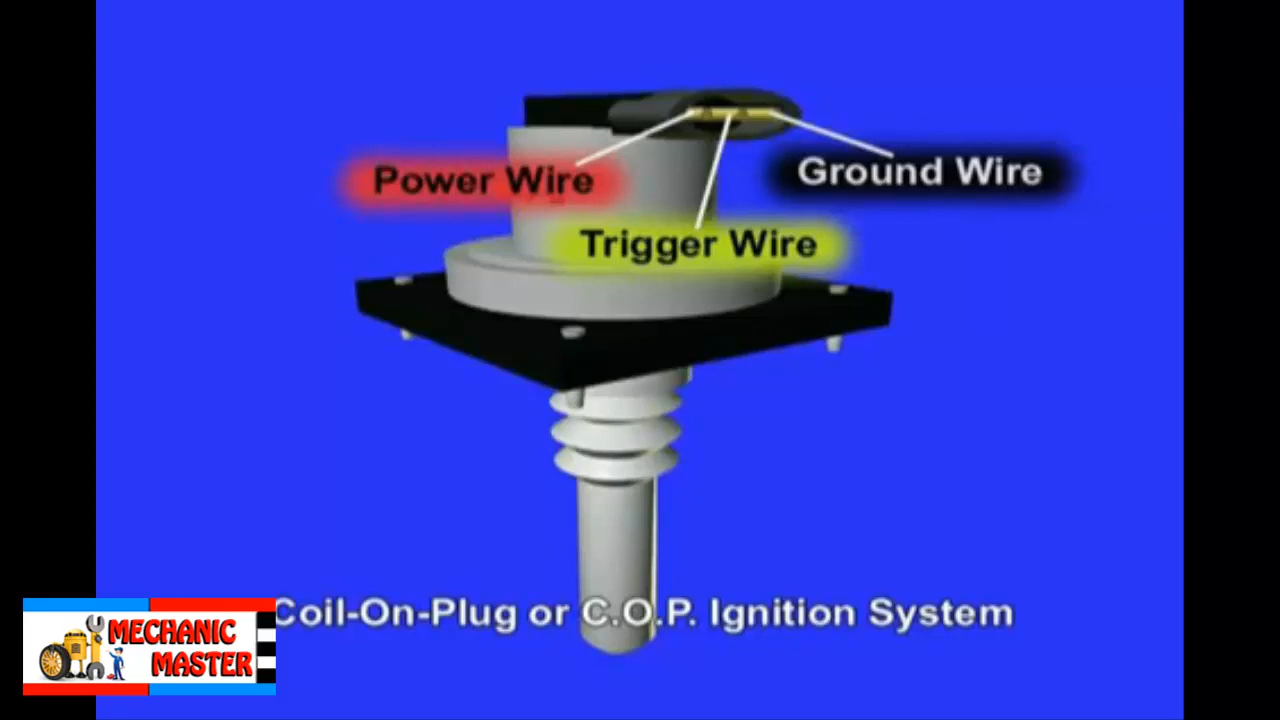 Power Wire
Ground Wire
Trigger Wire
Coil-On-Plug or C.O.P. Ignition System
MECHANIC
MASTER